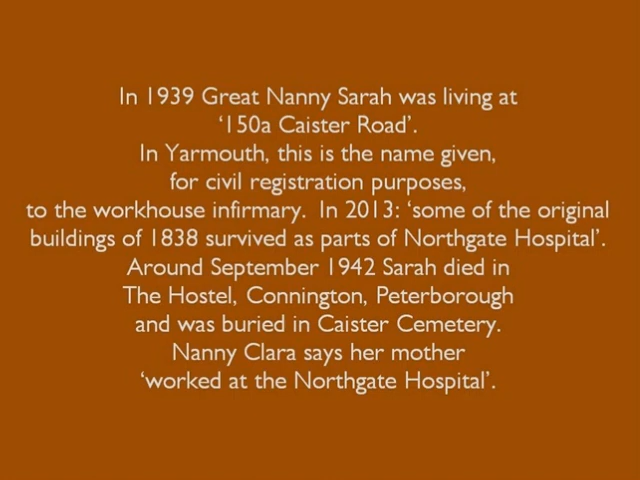 In 1939 Great Nanny Sarah was living at
‘150a Caister Road’.
In Yarmouth, this is the name given,
for civil registration purposes,
to the workhouse infirmary.  In 2013: ‘some of the original
buildings of 1838 survived as parts of Northgate Hospital’.
Around September 1942 Sarah died in
The Hostel, Connington, Peterborough
and was buried in Caister Cemetery.
Nanny Clara says her mother
‘worked at the Northgate Hospital’.